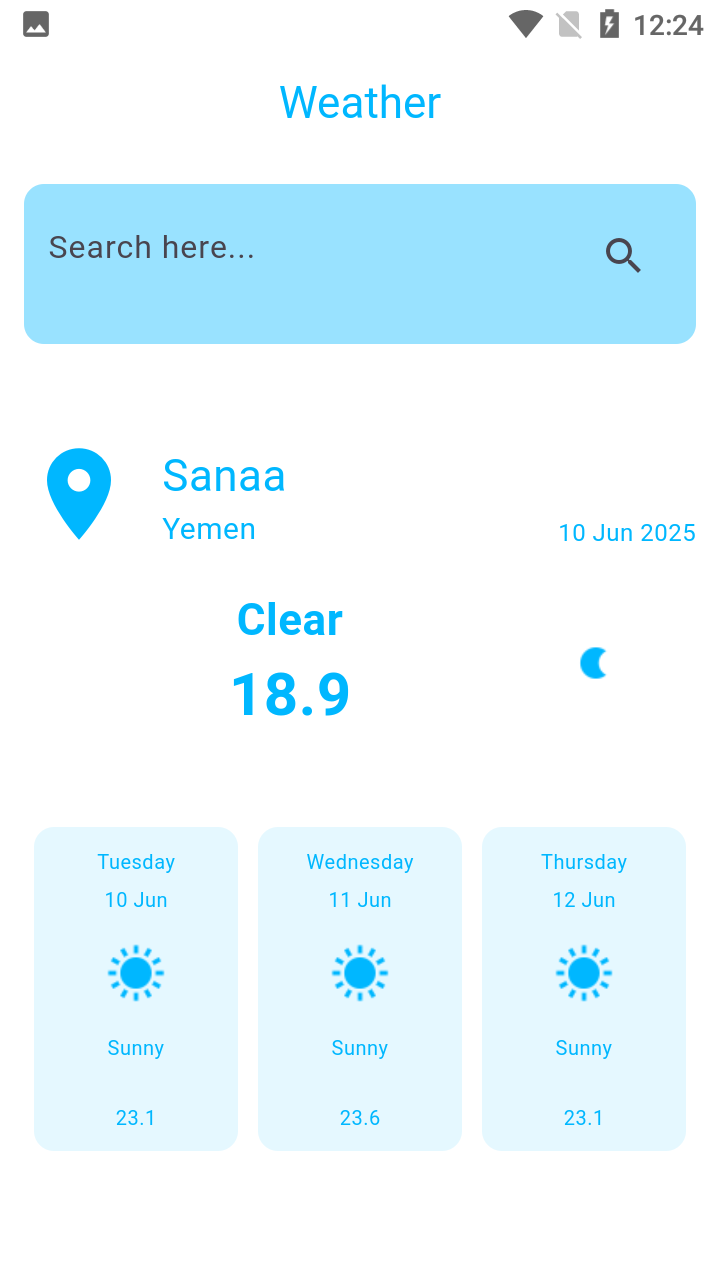 12:24
Weather
Search here...
Sanaa
Yemen
10 Jun 2025
Clear
18.9
Tuesday
10 Jun
Sunny
23.1
Wednesday
11 Jun
Sunny
23.6
Thursday
12 Jun
Sunny
23.1